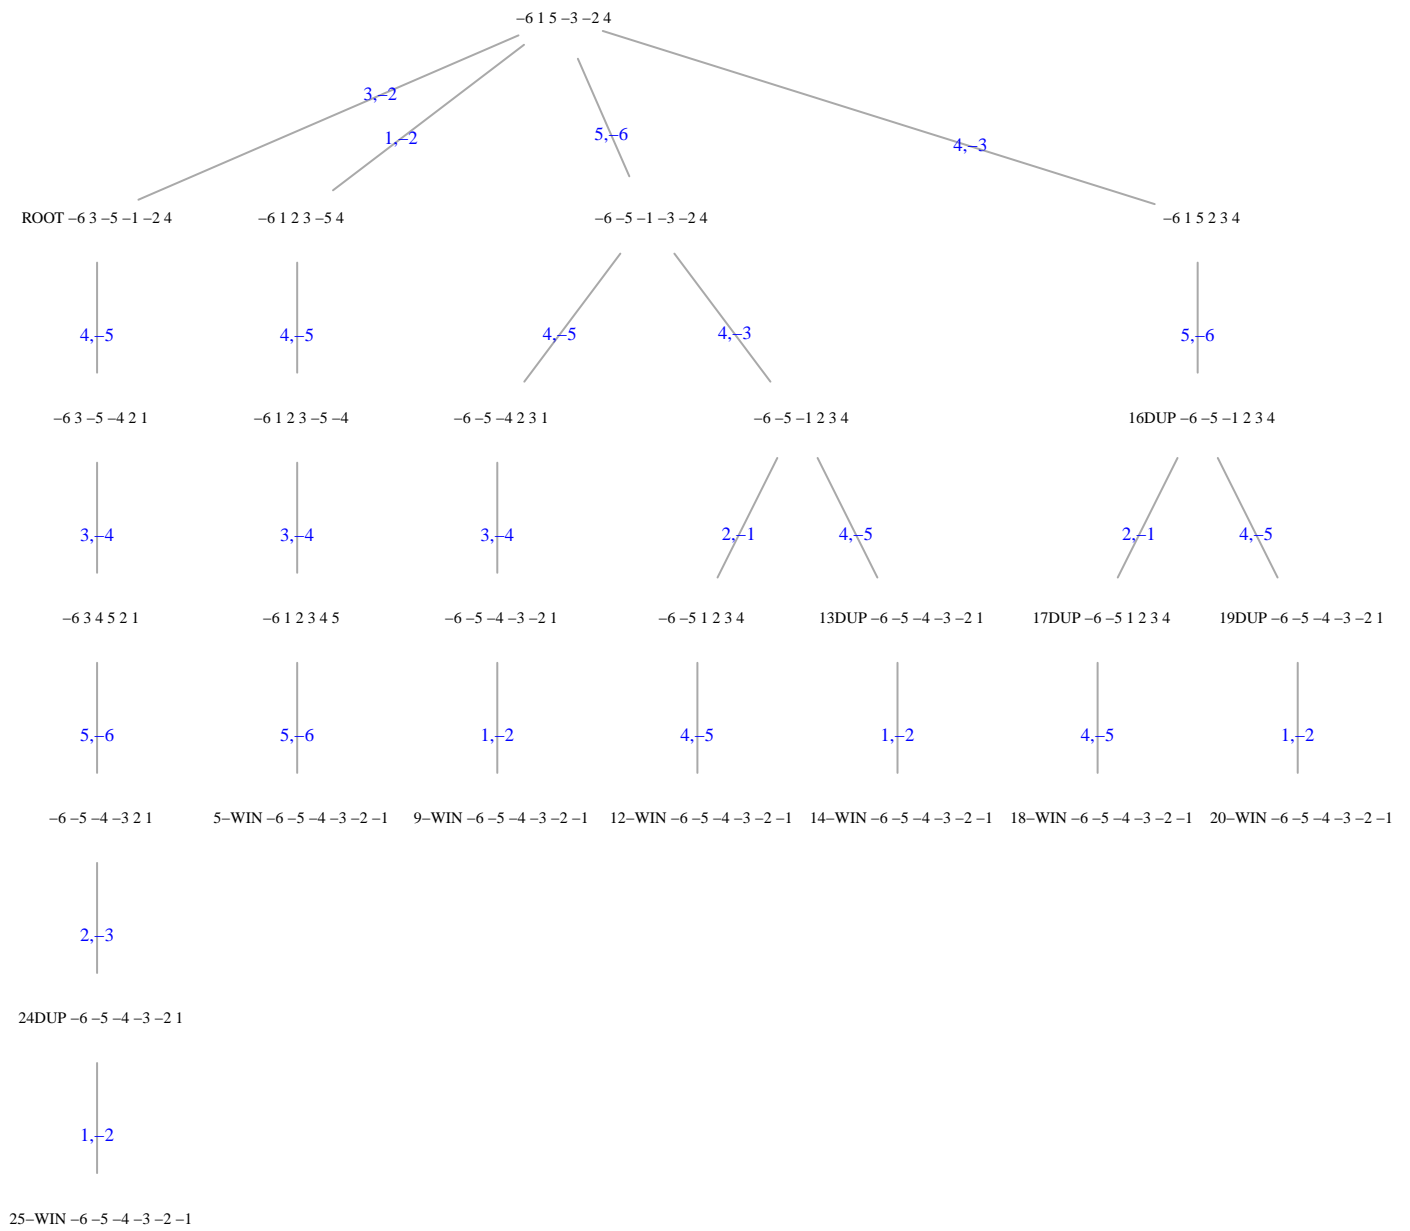 –6 1 5 –3 –2 4
3,–2
1,–2
5,–6
4,–3
ROOT –6 3 –5 –1 –2 4
–6 1 2 3 –5 4
–6 –5 –1 –3 –2 4
–6 1 5 2 3 4
4,–5
4,–5
4,–5
4,–3
5,–6
–6 3 –5 –4 2 1
–6 1 2 3 –5 –4
–6 –5 –4 2 3 1
–6 –5 –1 2 3 4
16DUP –6 –5 –1 2 3 4
3,–4
3,–4
3,–4
2,–1
4,–5
2,–1
4,–5
–6 3 4 5 2 1
–6 1 2 3 4 5
–6 –5 –4 –3 –2 1
–6 –5 1 2 3 4
13DUP –6 –5 –4 –3 –2 1
17DUP –6 –5 1 2 3 4
19DUP –6 –5 –4 –3 –2 1
5,–6
5,–6
1,–2
4,–5
1,–2
4,–5
1,–2
–6 –5 –4 –3 2 1
5–WIN –6 –5 –4 –3 –2 –1
9–WIN –6 –5 –4 –3 –2 –1
12–WIN –6 –5 –4 –3 –2 –1
14–WIN –6 –5 –4 –3 –2 –1
18–WIN –6 –5 –4 –3 –2 –1
20–WIN –6 –5 –4 –3 –2 –1
2,–3
24DUP –6 –5 –4 –3 –2 1
1,–2
25–WIN –6 –5 –4 –3 –2 –1